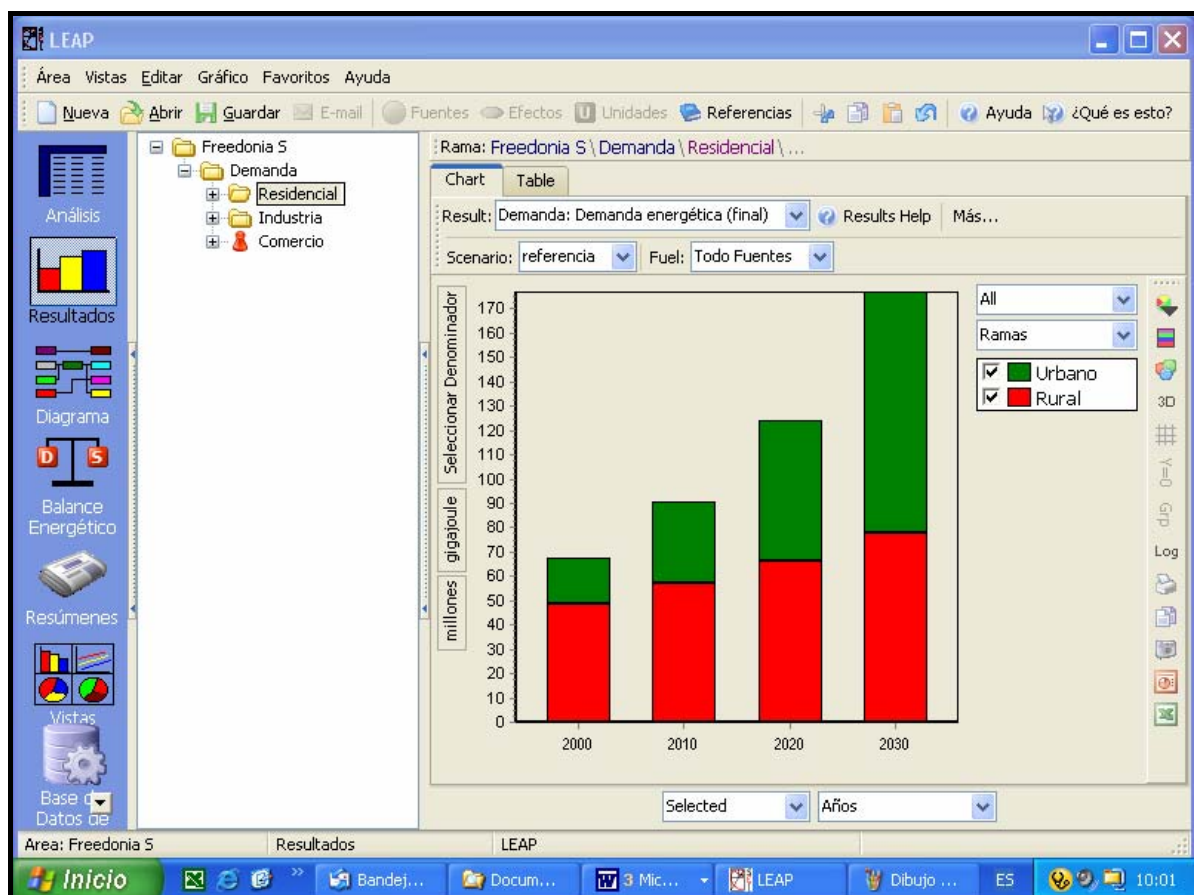 LEAP
Área Vistas Editar Gráfico Favoritos Ayuda
Nueva Abrir Guardar E-mail Fuentes Efectos Unidades Referencias Ayuda ¿Qué es esto?
Análisis
Resultados
Diagrama
Balance
Energético
Resúmenes
Vistas
Base de
Datos de
Freedonia S
Demanda
Residencial
Industria
Comercio
Rama: Freedonia S\Demanda\Residencial\...
Chart Table
Result: Demanda: Demanda energética (final) Results Help Más...
Scenario: referencia Fuel: Todo Fuentes
Seleccionar Denominador
gigajoule
millones
170
160
150
140
130
120
110
100
90
80
70
60
50
40
30
20
10
0
2000 2010 2020 2030
All
Ramas
Urbano
Rural
3D
Y=0
Grp
Log
Selected Años
Area: Freedonia S Resultados LEAP
Inicio » Bandej... Docum... 3 Mic... LEAP Dibujo ... ES 10:01